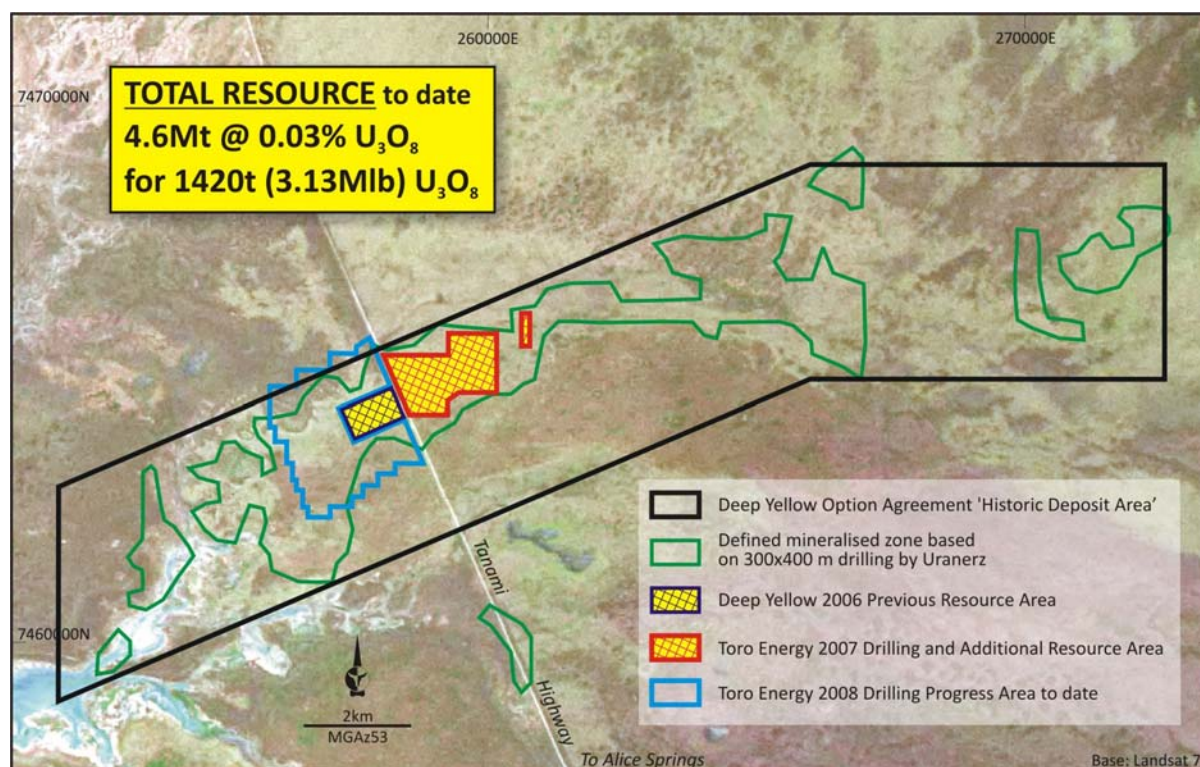 260000E
270000E
7470000N
TOTAL RESOURCE to date
4.6Mt @ 0.03% U₃O₈
for 1420t (3.13Mlb) U₃O₈
Deep Yellow Option Agreement 'Historic Deposit Area’
Defined mineralised zone based
on 300x400 m drilling by Uranerz
Deep Yellow 2006 Previous Resource Area
Toro Energy 2007 Drilling and Additional Resource Area
Toro Energy 2008 Drilling Progress Area to date
7460000N
Tanami
Highway
2km
MGAz53
To Alice Springs
Base: Landsat 7